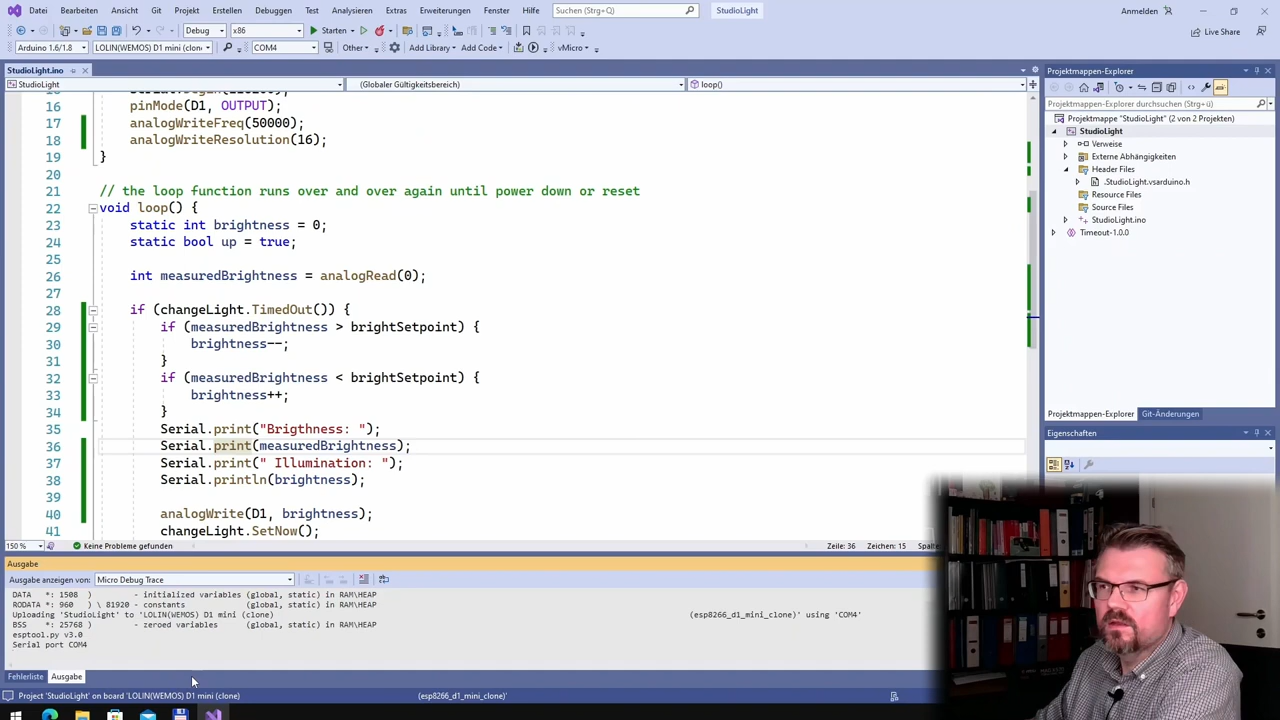 Datei Bearbeiten Ansicht Git Projekt Erstellen Debuggen Test Analysieren Extras Erweiterungen Fenster Hilfe Suchen (Strg+Q) StudioLight Anmelden
Debug x86 Starten Live Share
Arduino 1.6/1.8 LOLIN(WEMOS) D1 mini (clone) COM4 Other Add Library Add Code vMicro
StudioLight.ino
StudioLight (Globaler Gültigkeitsbereich) loop()
16 pinMode(D1, OUTPUT);
17 analogWriteFreq(50000);
18 analogWriteResolution(16);
19 }
20
21 // the loop function runs over and over again until power down or reset
22 void loop() {
23 static int brightness = 0;
24 static bool up = true;
25
26 int measuredBrightness = analogRead(0);
27
28 if (changeLight.TimedOut()) {
29 if (measuredBrightness > brightSetpoint) {
30 brightness--;
31 }
32 if (measuredBrightness < brightSetpoint) {
33 brightness++;
34 }
35 Serial.print("Brigthness: ");
36 Serial.print(measuredBrightness);
37 Serial.print(" Illumination: ");
38 Serial.println(brightness);
39
40 analogWrite(D1, brightness);
41 changeLight.SetNow();
150 % Keine Probleme gefunden Zeile: 36 Zeichen: 15 Spalte
Ausgabe
Ausgabe anzeigen von: Micro Debug Trace
DATA *: 1508 ) - initialized variables (global, static) in RAM\HEAP
RODATA *: 960 ) \ 81920 - constants (global, static) in RAM\HEAP
Uploading 'StudioLight' to 'LOLIN(WEMOS) D1 mini (clone) (esp8266_d1_mini_clone)' using 'COM4'
BSS *: 25768 ) - zeroed variables (global, static) in RAM\HEAP
esptool.py v3.0
Serial port COM4
Fehlerliste Ausgabe
Project 'StudioLight' on board 'LOLIN(WEMOS) D1 mini (clone) (esp8266_d1_mini_clone)'
Projektmappen-Explorer
Projektmappen-Explorer durchsuchen (Strg+ü)
Projektmappe "StudioLight" (2 von 2 Projekten)
StudioLight
Verweise
Externe Abhängigkeiten
Header Files
.StudioLight.vsarduino.h
Resource Files
Source Files
StudioLight.ino
Timeout-1.0.0
Projektmappen-Explorer Git-Änderungen
Eigenschaften